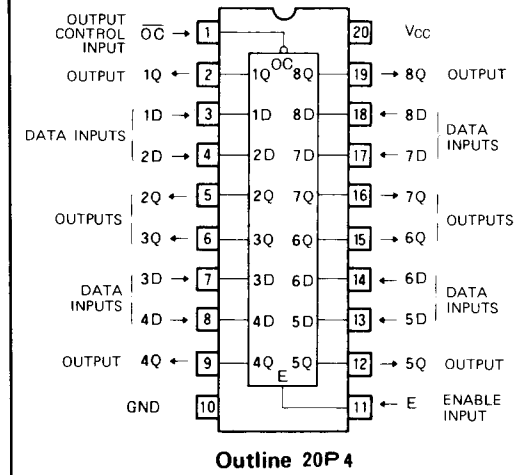 OUTPUT
CONTROL
INPUT
OC → 1
OC
20 VCC
OUTPUT 1Q ← 2 1Q 8Q 19 → 8Q OUTPUT
1D → 3 1D 8D 18 ← 8D
DATA INPUTS
DATA
INPUTS
2D → 4 2D 7D 17 ← 7D
2Q ← 5 2Q 7Q 16 → 7Q
OUTPUTS
OUTPUTS
3Q ← 6 3Q 6Q 15 → 6Q
3D → 7 3D 6D 14 ← 6D
DATA
INPUTS
DATA
INPUTS
4D → 8 4D 5D 13 ← 5D
OUTPUT 4Q ← 9 4Q 5Q 12 → 5Q OUTPUT
E
GND 10 11 ← E ENABLE
INPUT
Outline 20P4